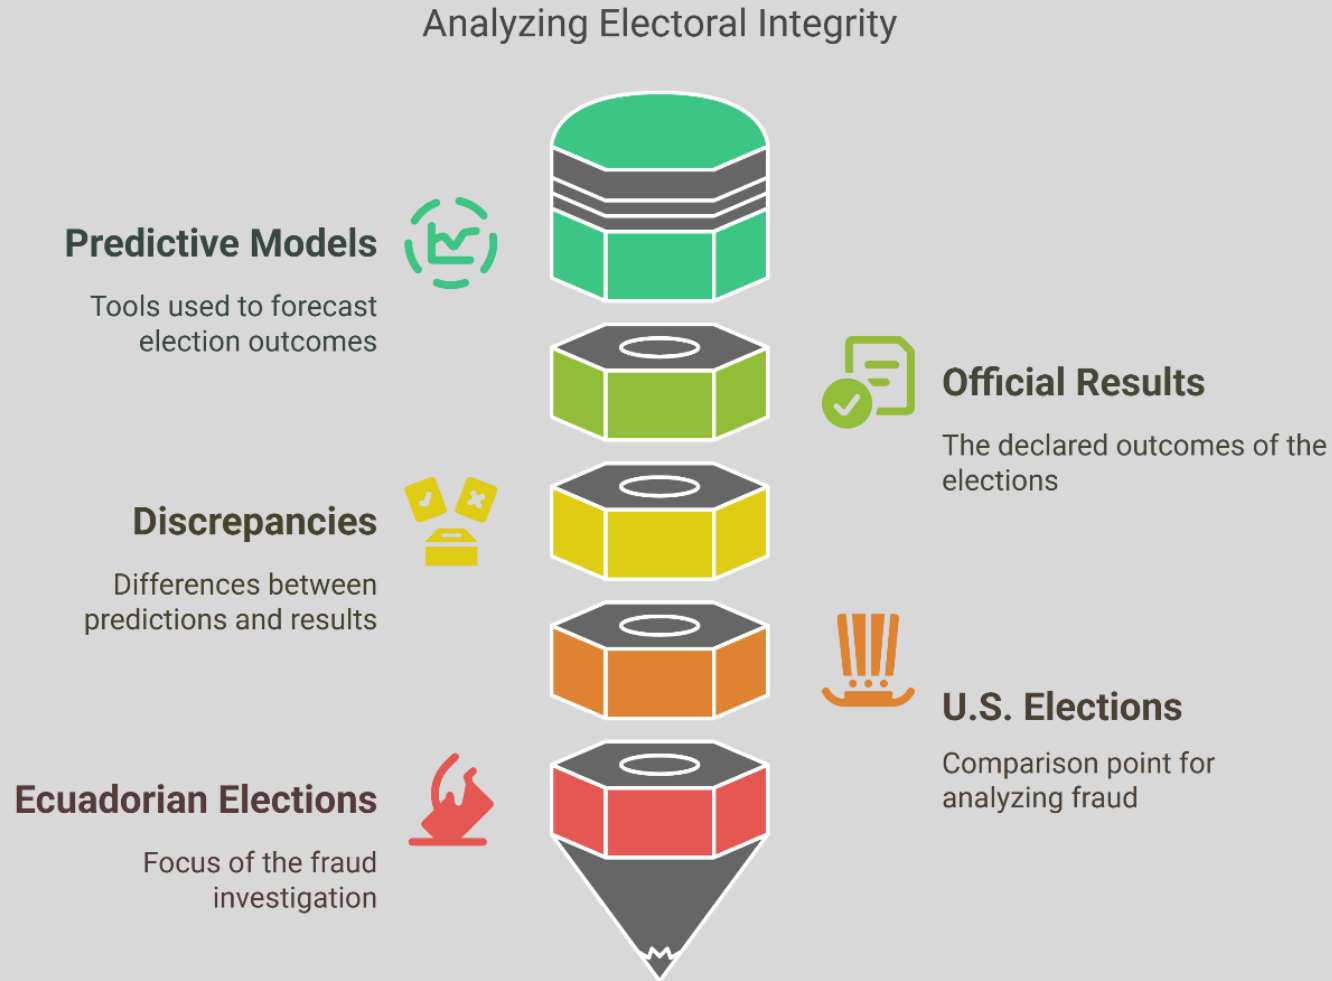 Analyzing Electoral Integrity
Predictive Models
Tools used to forecast
election outcomes
Official Results
The declared outcomes of the
elections
Discrepancies
Differences between
predictions and results
U.S. Elections
Comparison point for
analyzing fraud
Ecuadorian Elections
Focus of the fraud
investigation